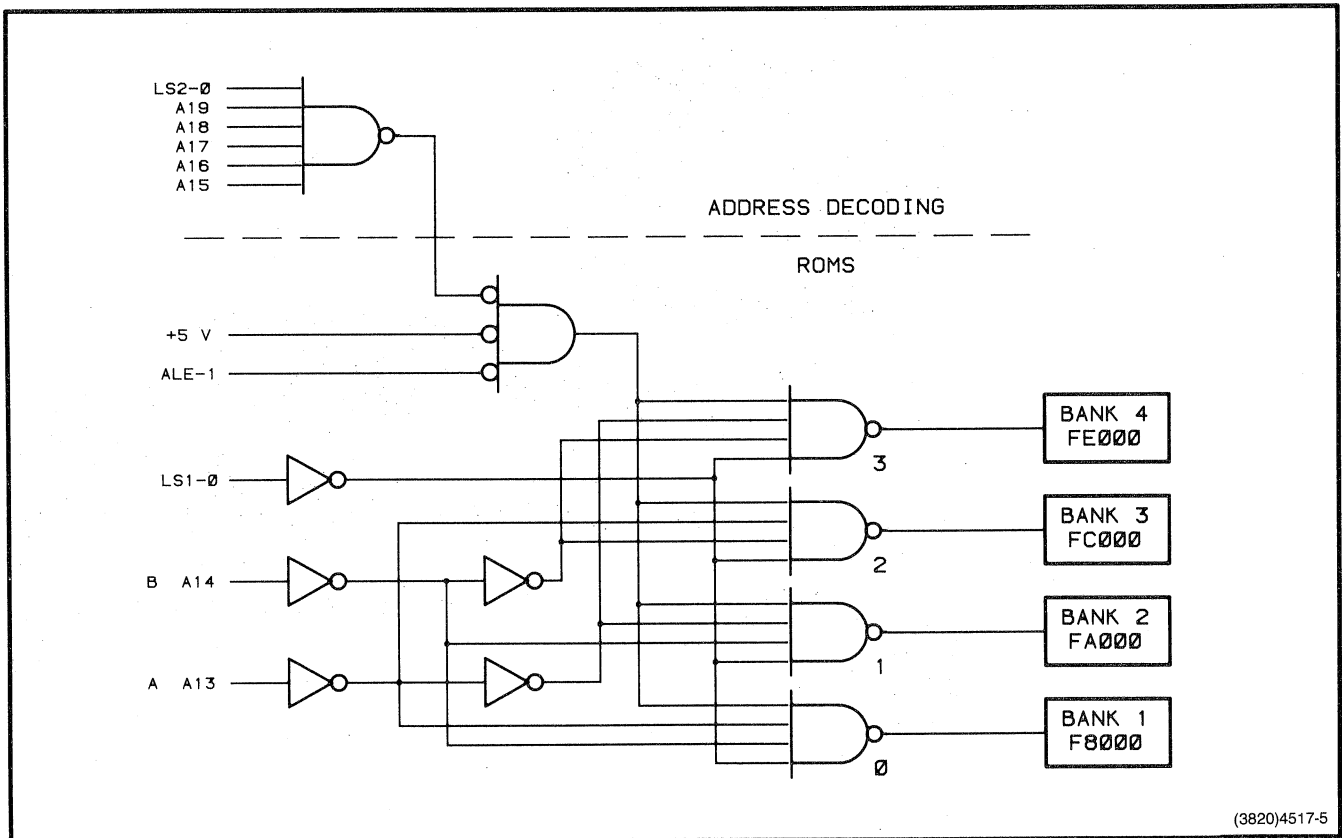 LS2-Ø
A19
A18
A17
A16
A15
ADDRESS DECODING
ROMS
+5 V
ALE-1
LS1-Ø
B A14
A A13
3
BANK 4
FEØØØ
2
BANK 3
FCØØØ
1
BANK 2
FAØØØ
Ø
BANK 1
F8ØØØ
(3820)4517-5